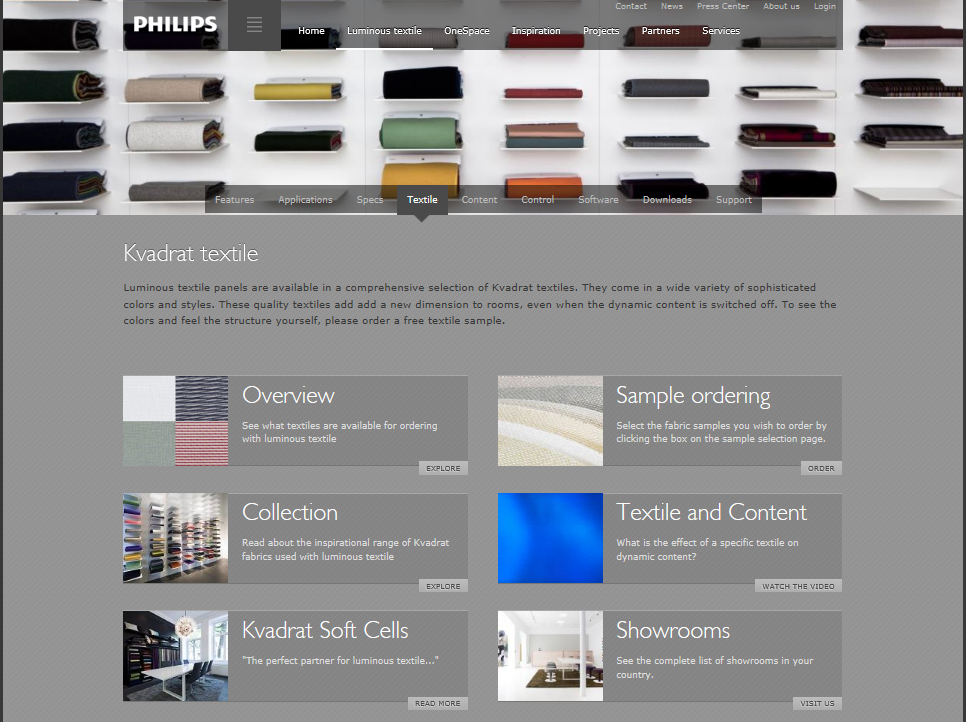 Contact News Press Center About us Login
PHILIPS
Home Luminous textile OneSpace Inspiration Projects Partners Services
Features Applications Specs Textile Content Control Software Downloads Support
Kvadrat textile
Luminous textile panels are available in a comprehensive selection of Kvadrat textiles. They come in a wide variety of sophisticated
colors and styles. These quality textiles add add a new dimension to rooms, even when the dynamic content is switched off. To see the
colors and feel the structure yourself, please order a free textile sample.
Overview
See what textiles are available for ordering
with luminous textile
EXPLORE
Sample ordering
Select the fabric samples you wish to order by
clicking the box on the sample selection page.
ORDER
Collection
Read about the inspirational range of Kvadrat
fabrics used with luminous textile
EXPLORE
Textile and Content
What is the effect of a specific textile on
dynamic content?
WATCH THE VIDEO
Kvadrat Soft Cells
"The perfect partner for luminous textile..."
READ MORE
Showrooms
See the complete list of showrooms in your
country.
VISIT US